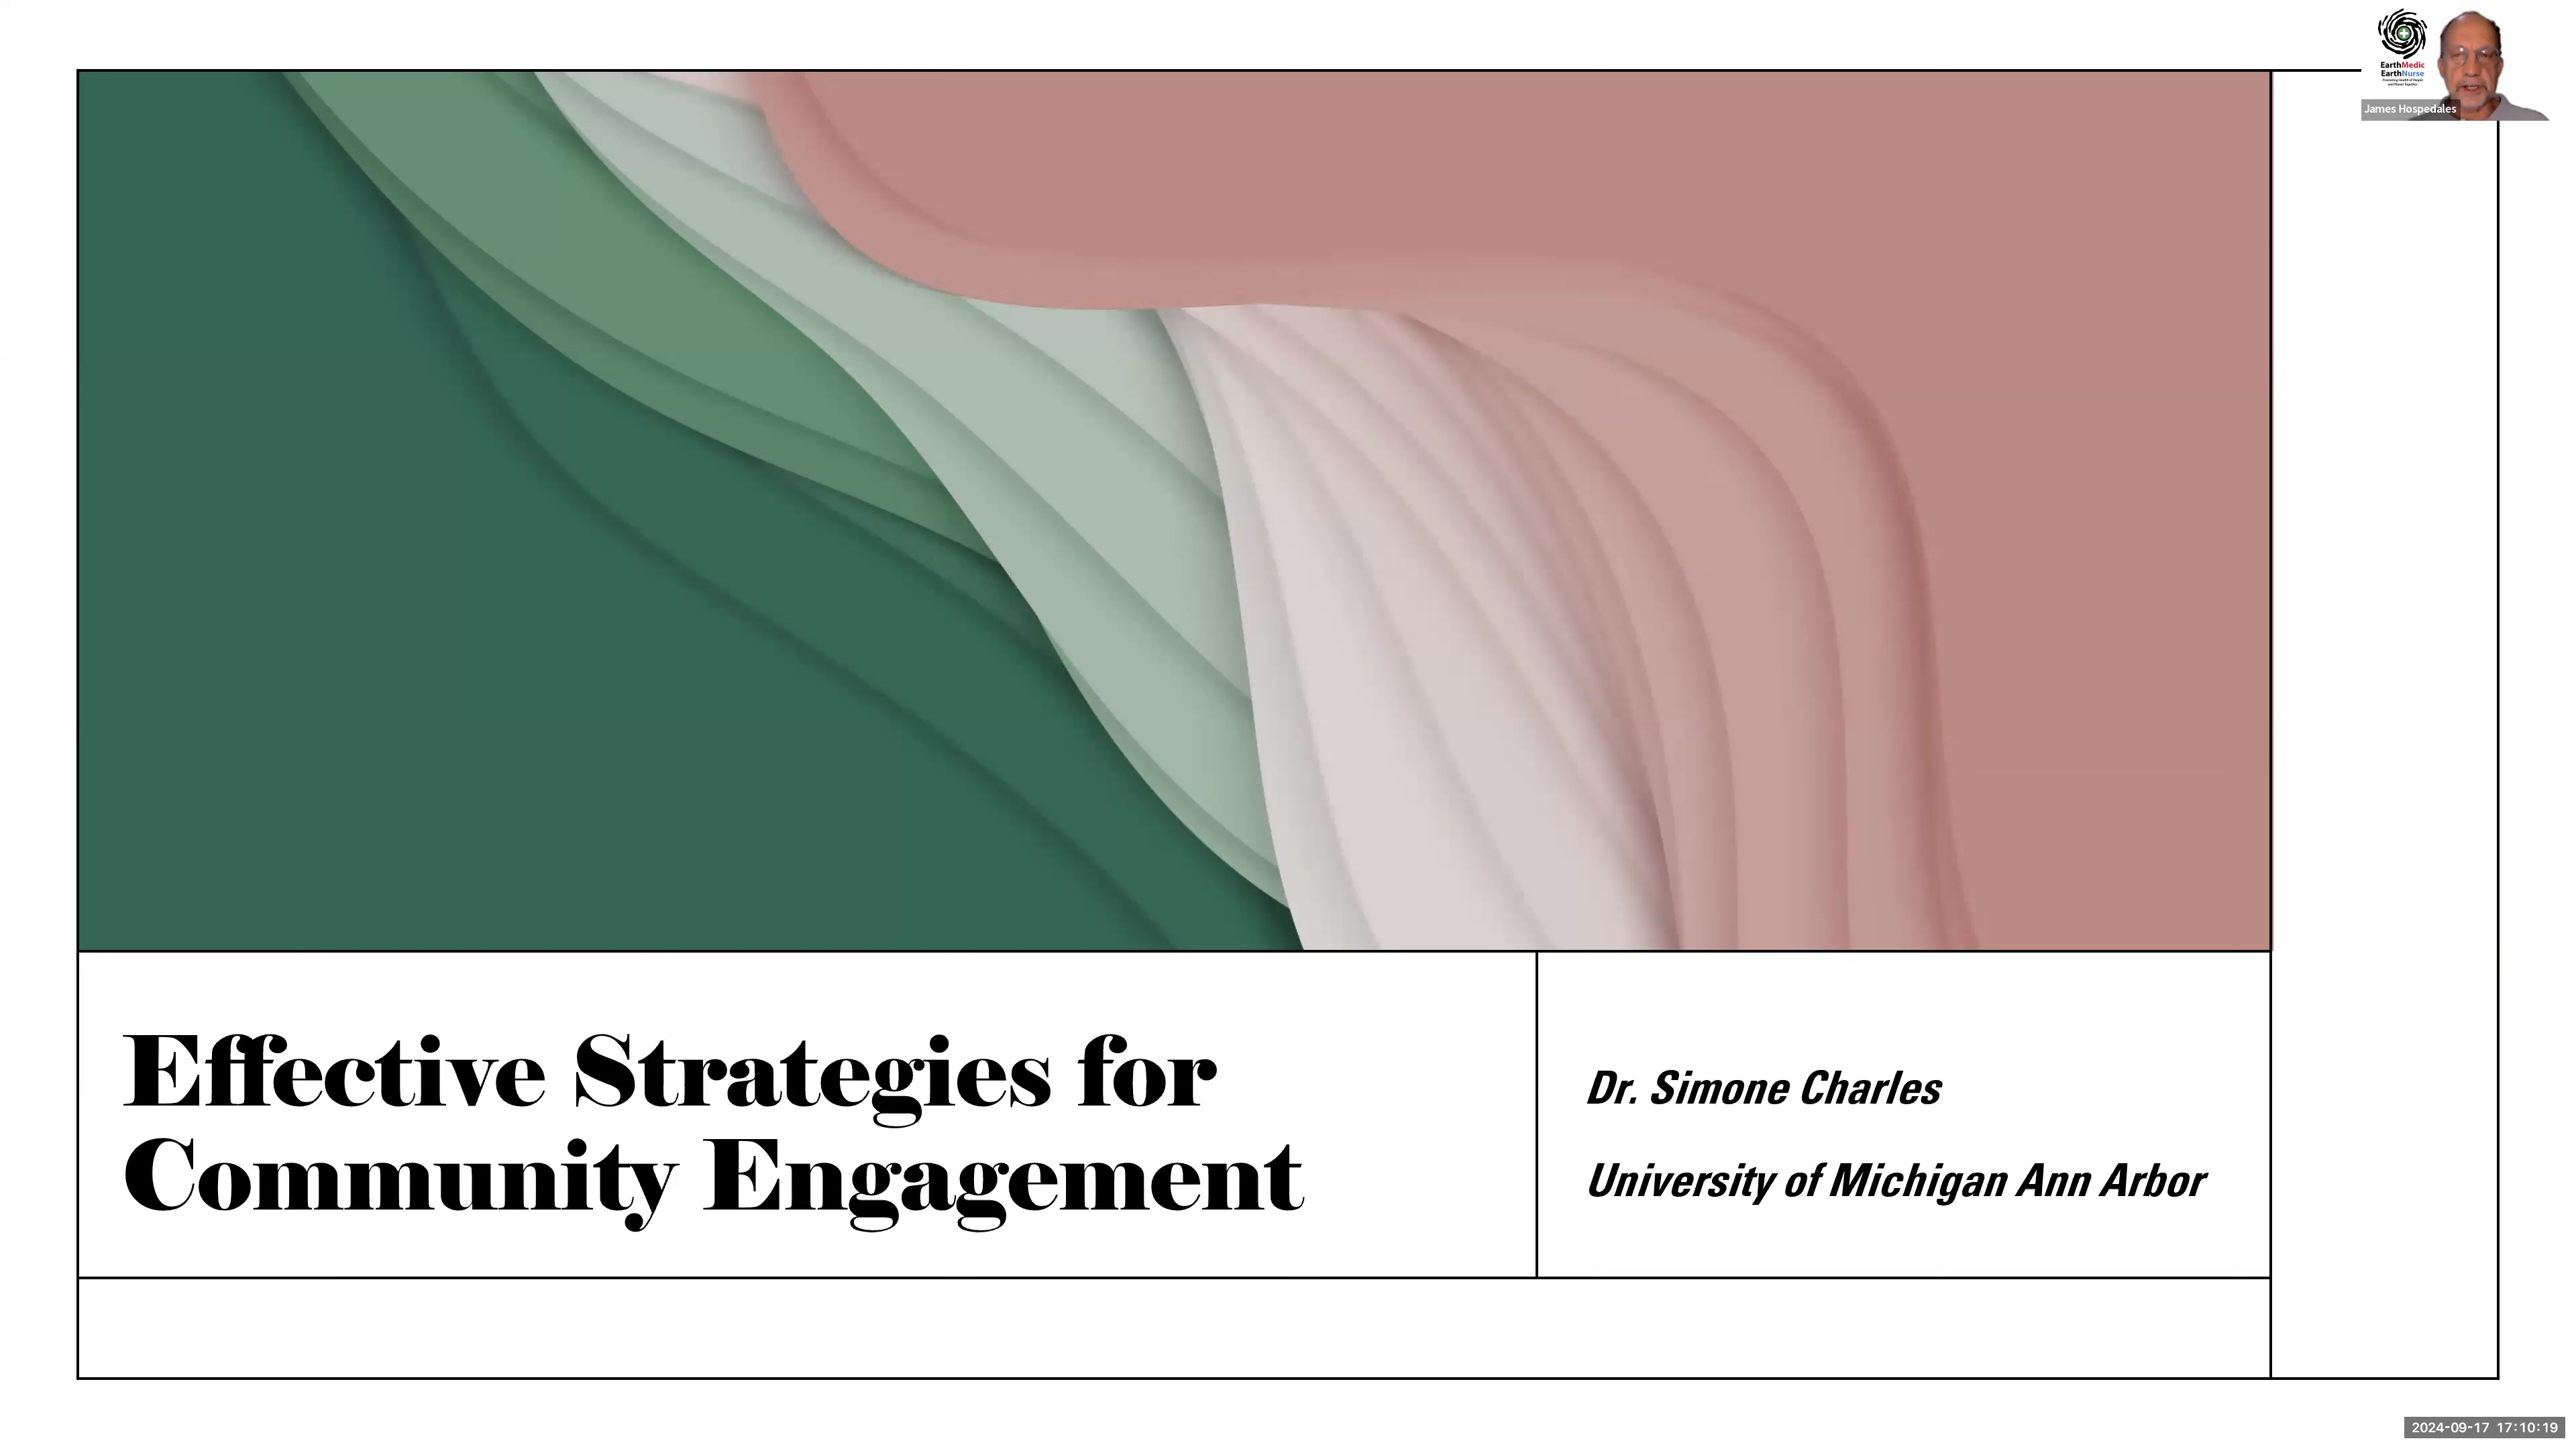 EarthMedic
EarthNurse
James Hospedales
Effective Strategies for
Community Engagement
Dr. Simone Charles
University of Michigan Ann Arbor
2024-09-17 17:10:19